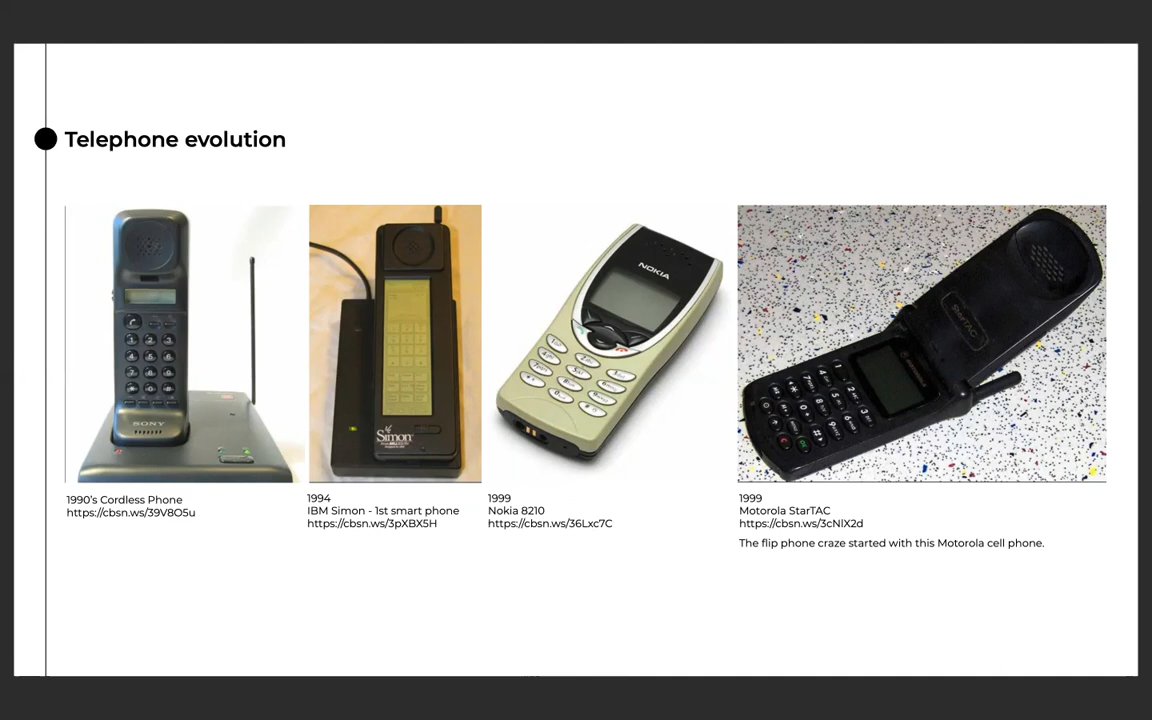 Telephone evolution
SONY
Simon
NOKIA
StarTAC
1990's Cordless Phone
https://cbsn.ws/39V8O5u
1994
IBM Simon - 1st smart phone
https://cbsn.ws/3pXBX5H
1999
Nokia 8210
https://cbsn.ws/36Lxc7C
1999
Motorola StarTAC
https://cbsn.ws/3cNlX2d
The flip phone craze started with this Motorola cell phone.